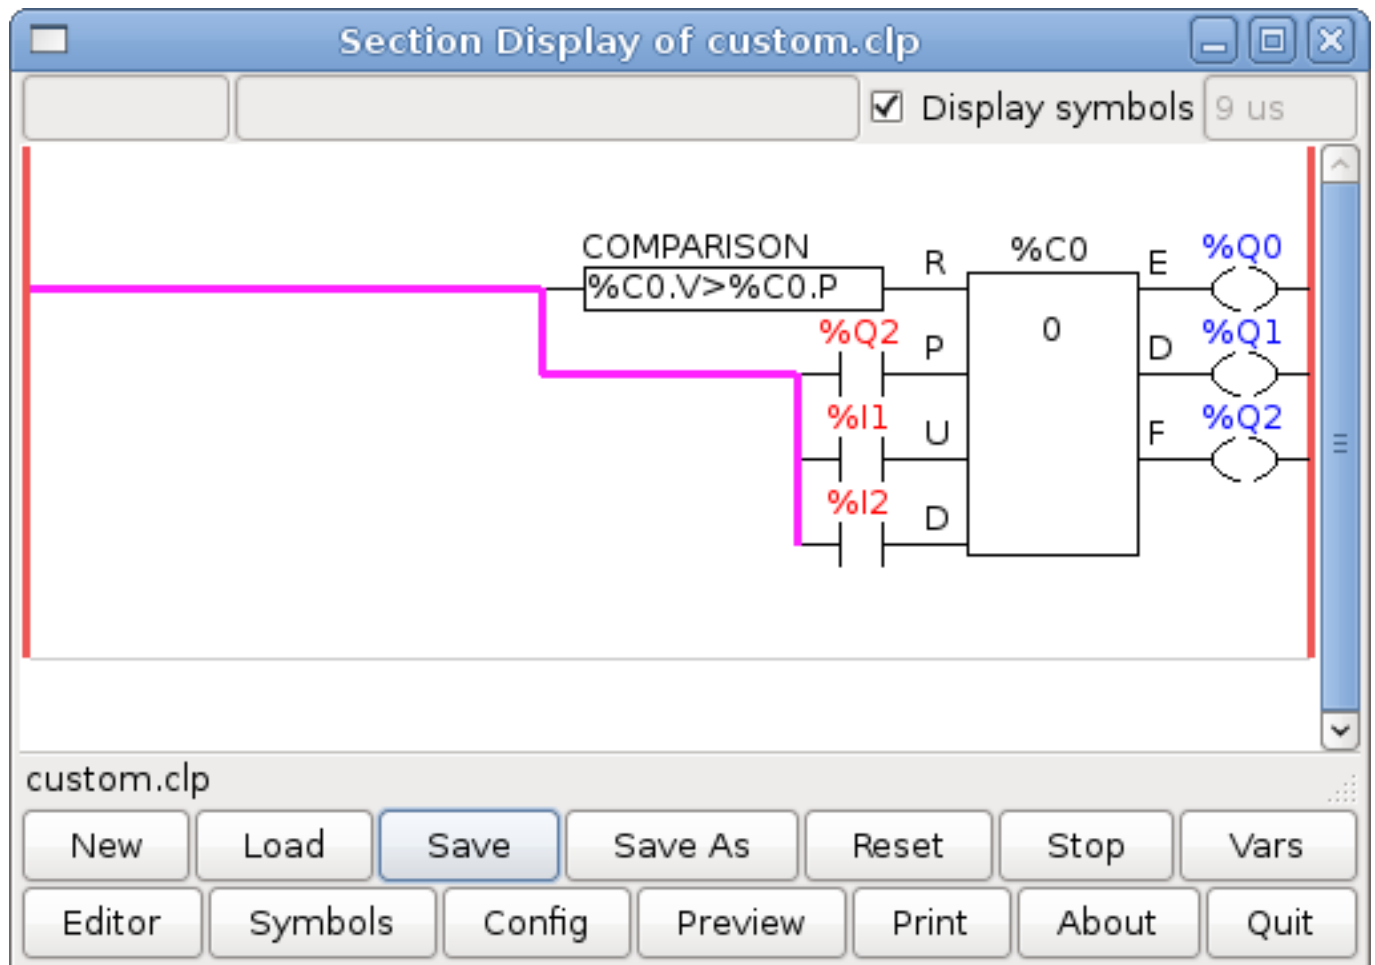 Section Display of custom.clp
Display symbols 9 us
COMPARISON R %C0 E %Q0
%C0.V>%C0.P
%Q2 P 0 D %Q1
%I1 U F %Q2
%I2 D
custom.clp
New Load Save Save As Reset Stop Vars
Editor Symbols Config Preview Print About Quit